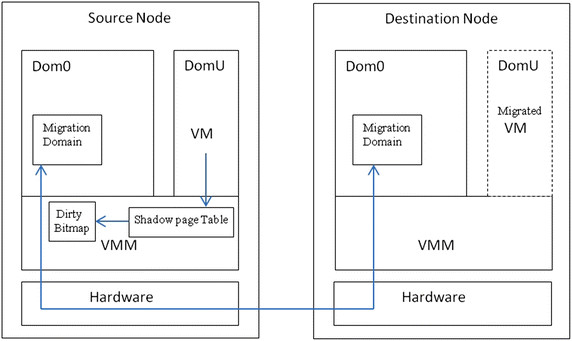 Source Node
Dom0
DomU
Migration
Domain
VM
Dirty
Bitmap
Shadow page Table
VMM
Hardware
Destination Node
Dom0
DomU
Migration
Domain
Migrated
VM
VMM
Hardware